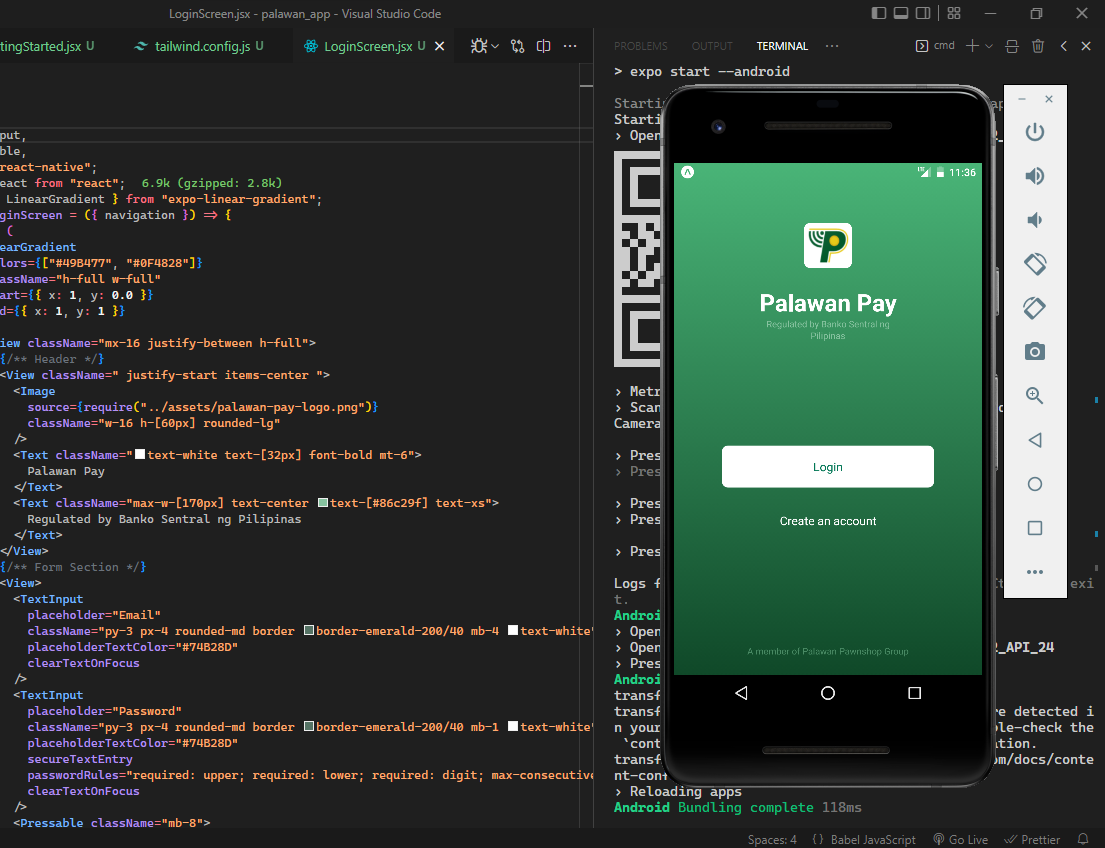 LoginScreen.jsx - palawan_app - Visual Studio Code
tingStarted.jsx U
tailwind.config.js U
LoginScreen.jsx U
put,
ble,
react-native";
eact from "react"; 6.9k (gzipped: 2.8k)
LinearGradient } from "expo-linear-gradient";
ginScreen = ({ navigation }) => {
(
earGradient
lors={["#49B477", "#0F4828"]}
assName="h-full w-full"
art={{ x: 1, y: 0.0 }}
d={{ x: 1, y: 1 }}
iew className="mx-16 justify-between h-full">
{/** Header */}
<View className=" justify-start items-center ">
<Image
source={require("../assets/palawan-pay-logo.png")}
className="w-16 h-[60px] rounded-lg"
/>
<Text className="text-white text-[32px] font-bold mt-6">
Palawan Pay
</Text>
<Text className="max-w-[170px] text-center text-[#86c29f] text-xs">
Regulated by Banko Sentral ng Pilipinas
</Text>
</View>
{/** Form Section */}
<View>
<TextInput
placeholder="Email"
className="py-3 px-4 rounded-md border border-emerald-200/40 mb-4 text-white"
placeholderTextColor="#74B28D"
clearTextOnFocus
/>
<TextInput
placeholder="Password"
className="py-3 px-4 rounded-md border border-emerald-200/40 mb-1 text-white"
placeholderTextColor="#74B28D"
secureTextEntry
passwordRules="required: upper; required: lower; required: digit; max-consecutive
clearTextOnFocus
/>
<Pressable className="mb-8">
PROBLEMS OUTPUT TERMINAL ... cmd
> expo start --android
Starti
Starti
› Open
› Metr
› Scan
Camera
› Pres
› Pres
› Pres
› Pres
› Pres
Logs f exi
t.
Androi
› Open
› Open 2_API_24
› Pres
Androi
transf
transf re detected i
n your ole-check the
`cont ation.
transf om/docs/conte
nt-conf
› Reloading apps
Android Bundling complete 118ms
11:36
P
Palawan Pay
Regulated by Banko Sentral ng
Pilipinas
Login
Create an account
A member of Palawan Pawnshop Group
Spaces: 4 {} Babel JavaScript Go Live Prettier